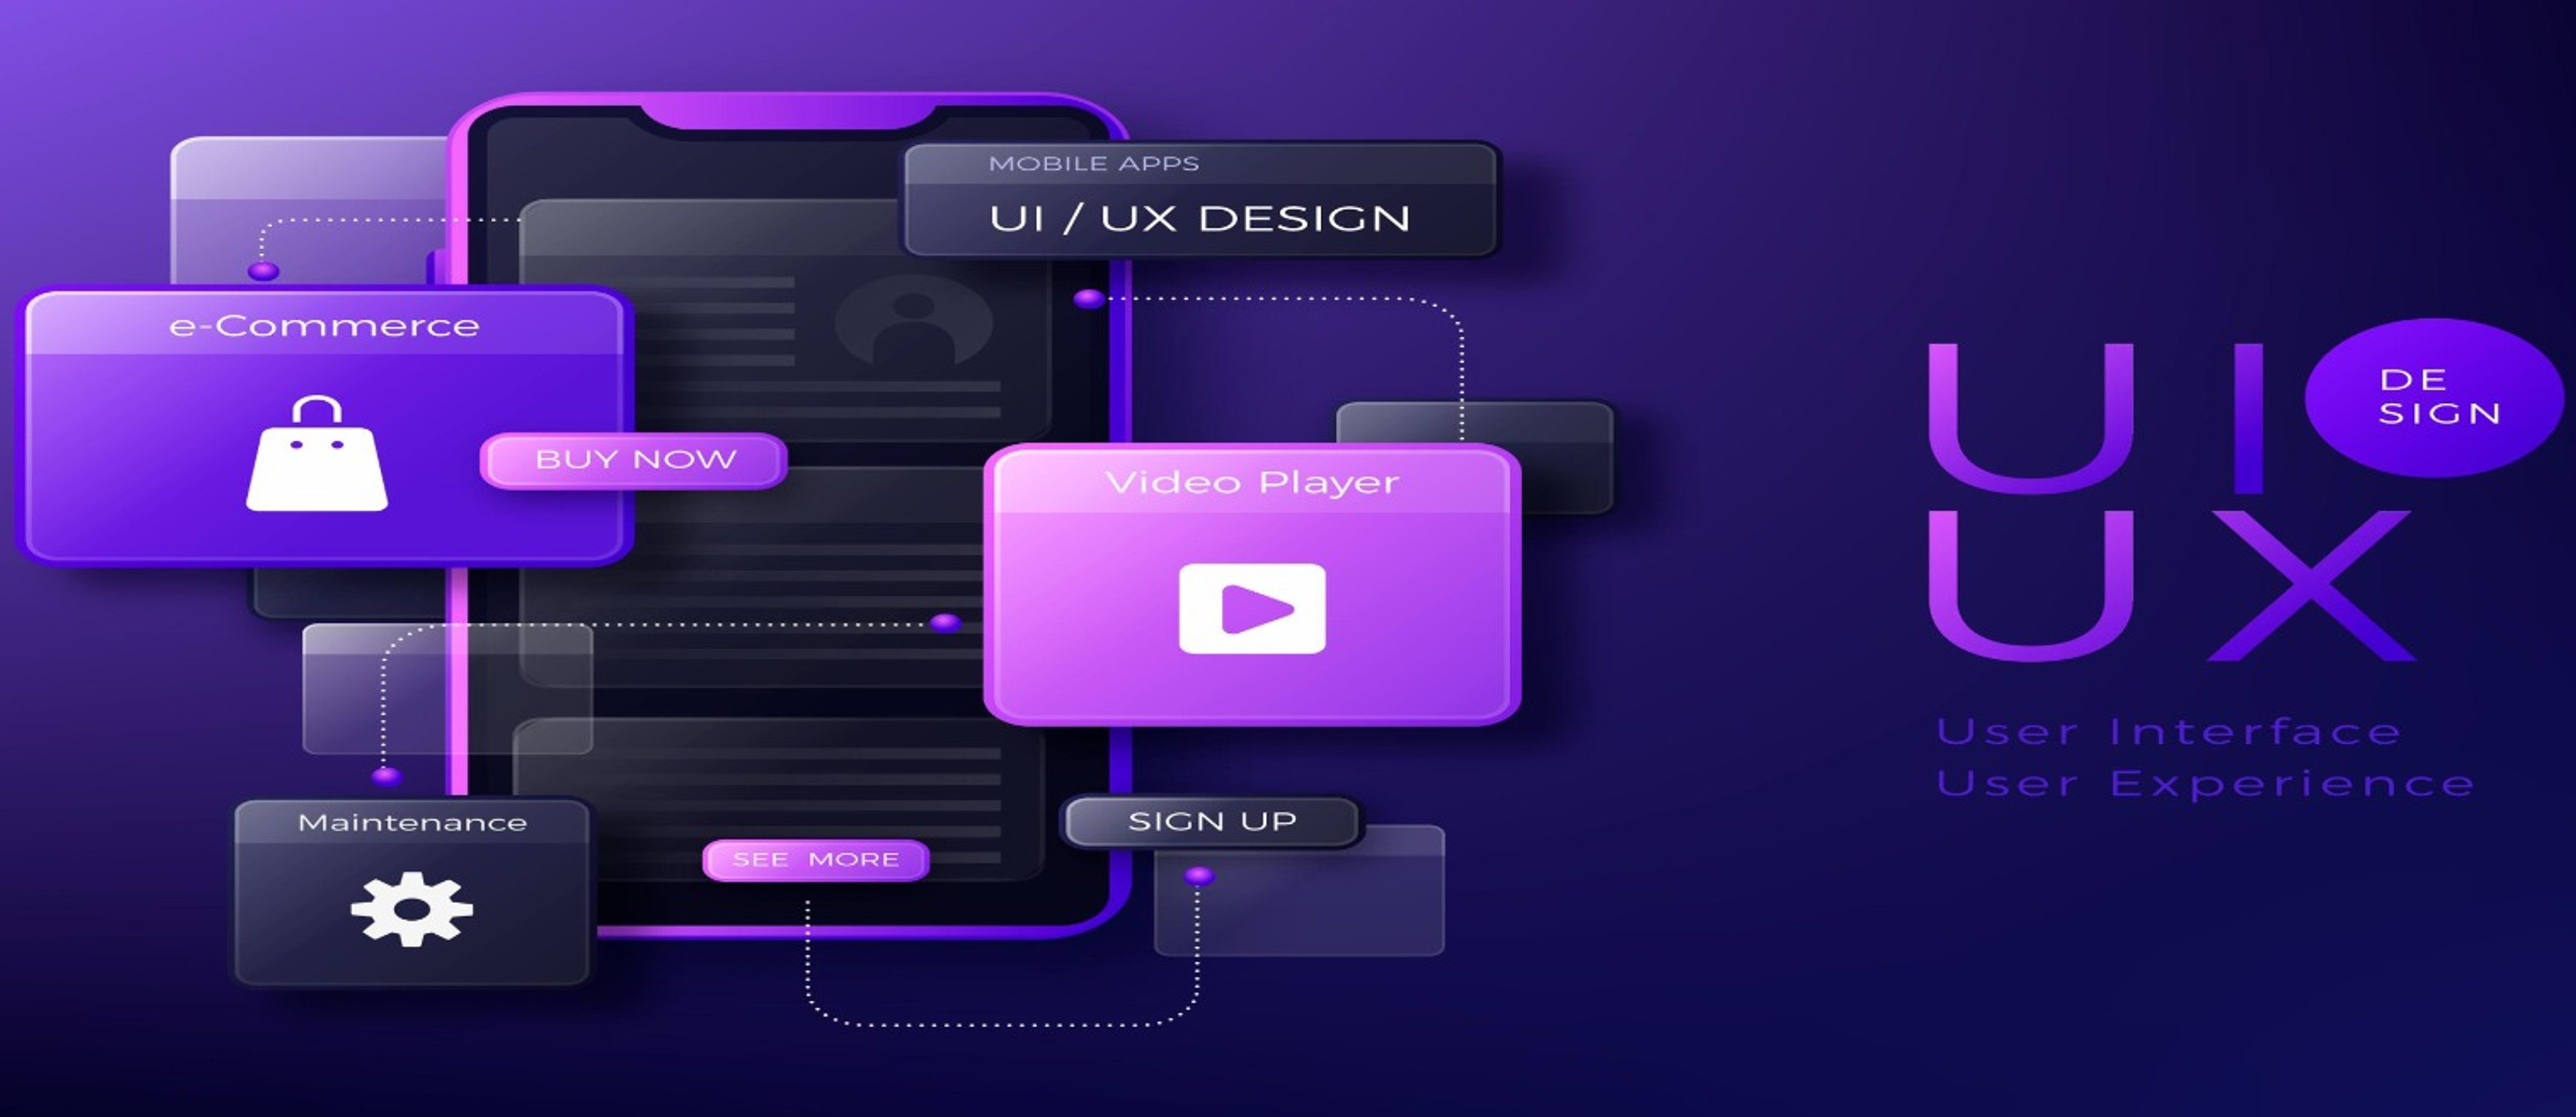 MOBILE APPS
UI / UX DESIGN
e-Commerce
BUY NOW
Video Player
Maintenance
SEE MORE
SIGN UP
UI
DE
SIGN
UX
User Interface
User Experience